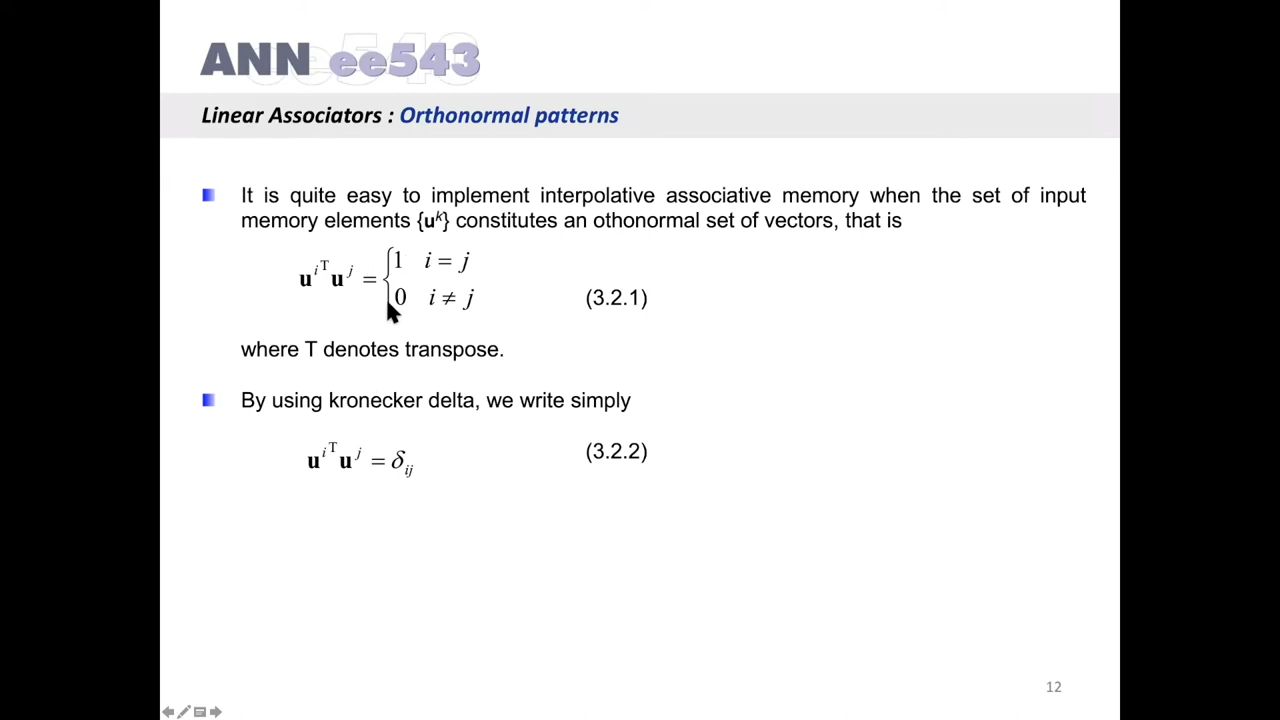 ANN ee543
Linear Associators : Orthonormal patterns
It is quite easy to implement interpolative associative memory when the set of input
memory elements {u^k} constitutes an othonormal set of vectors, that is
u^i^T u^j = { 1 i = j
0 i ≠ j (3.2.1)
where T denotes transpose.
By using kronecker delta, we write simply
u^i^T u^j = δ_ij (3.2.2)
12